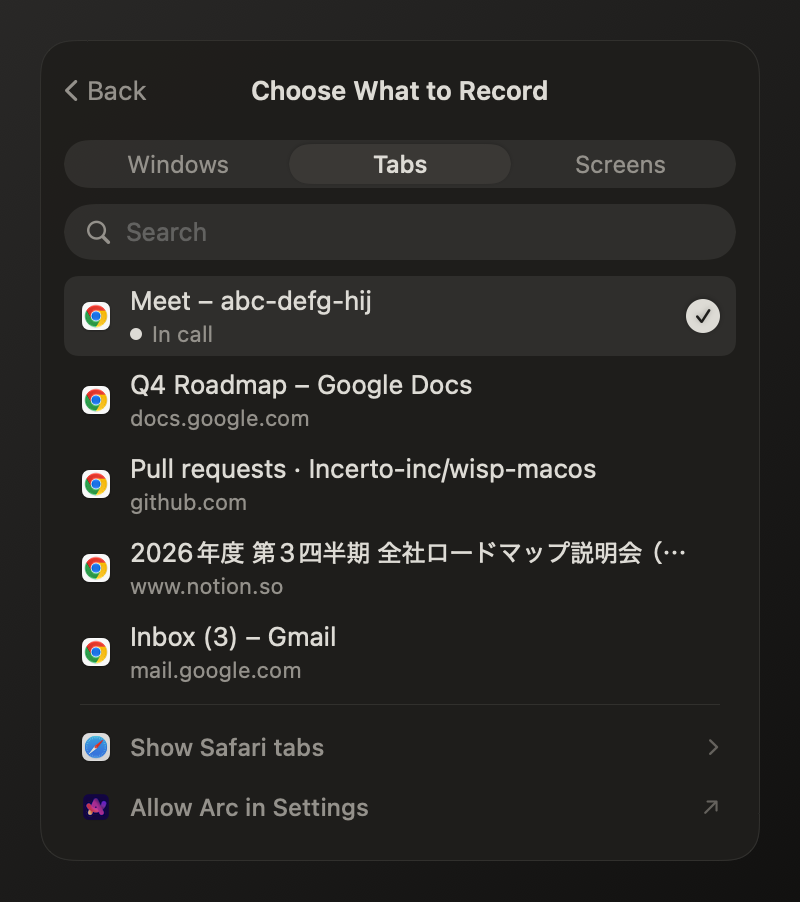 Back
Choose What to Record
Windows
Tabs
Screens
Search
Meet – abc-defg-hij
In call
Q4 Roadmap – Google Docs
docs.google.com
Pull requests · Incerto-inc/wisp-macos
github.com
2026年度 第3四半期 全社ロードマップ説明会（…
www.notion.so
Inbox (3) – Gmail
mail.google.com
Show Safari tabs
Allow Arc in Settings